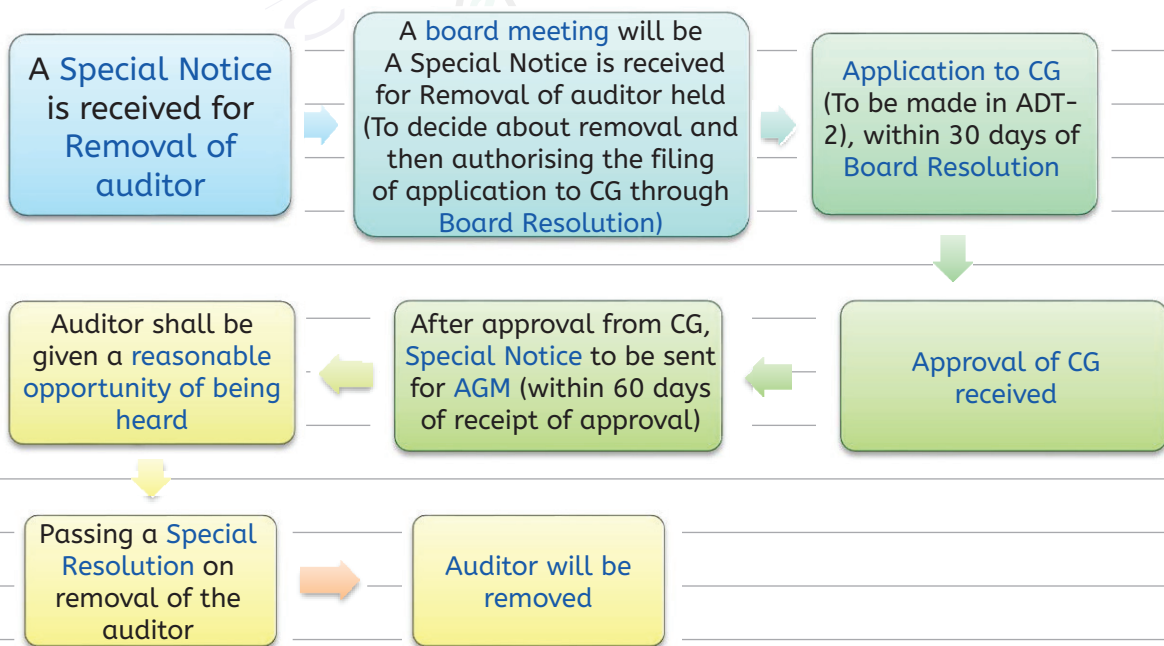 A Special Notice
is received for
Removal of
auditor
A board meeting will be
A Special Notice is received
for Removal of auditor held
(To decide about removal and
then authorising the filing
of application to CG through
Board Resolution)
Application to CG
(To be made in ADT-
2), within 30 days of
Board Resolution
Approval of CG
received
After approval from CG,
Special Notice to be sent
for AGM (within 60 days
of receipt of approval)
Auditor shall be
given a reasonable
opportunity of being
heard
Passing a Special
Resolution on
removal of the
auditor
Auditor will be
removed